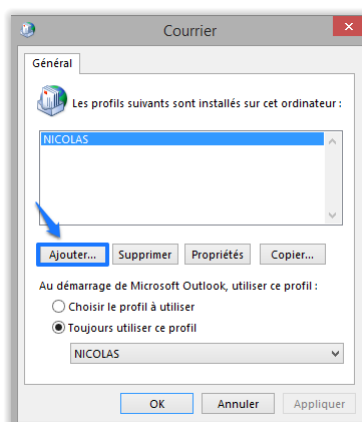 Courrier
Général
Les profils suivants sont installés sur cet ordinateur :
NICOLAS
Ajouter... Supprimer Propriétés Copier...
Au démarrage de Microsoft Outlook, utiliser ce profil :
Choisir le profil à utiliser
Toujours utiliser ce profil
NICOLAS
OK Annuler Appliquer